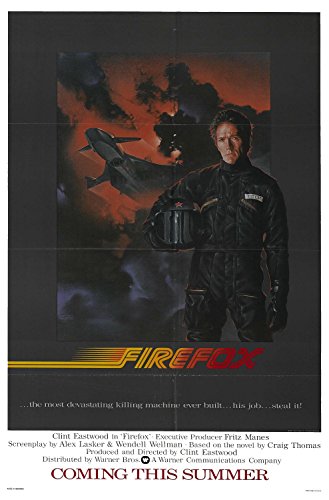 FIREFOX
...the most devastating killing machine ever built...his job...steal it!
Clint Eastwood in "Firefox" · Executive Producer Fritz Manes
Screenplay by Alex Lasker & Wendell Wellman · Based on the novel by Craig Thomas
Produced and Directed by Clint Eastwood
Distributed by Warner Bros. A Warner Communications Company
COMING THIS SUMMER